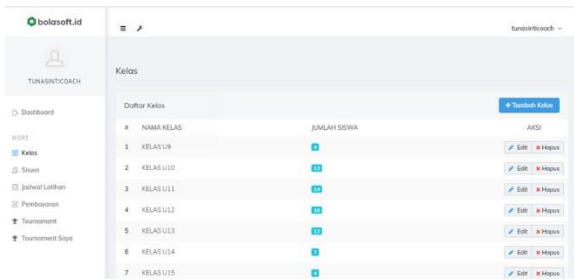 bolasoft.id
tunasinticoach
TUNASINTICOACH
Dashboard
MORE
Kelas
Siswa
Jadwal Latihan
Pembayaran
Tournament
Tournament Saya
Kelas
Daftar Kelas
+ Tambah Kelas
# NAMA KELAS JUMLAH SISWA AKSI
1 KELAS U9 Edit Hapus
2 KELAS U10 13 Edit Hapus
3 KELAS U11 14 Edit Hapus
4 KELAS U12 Edit Hapus
5 KELAS U13 Edit Hapus
6 KELAS U14 Edit Hapus
7 KELAS U15 Edit Hapus